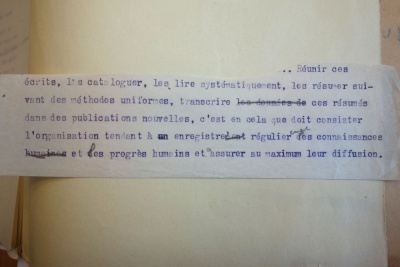 ... Réunir ces
écrits, les cataloguer, les lire systématiquement, les résumer sui-
vant des méthodes uniformes, transcrire les données de ces résumés
dans des publications nouvelles, c'est en cela que doit consister
l'organisation tendant à un enregistrement régulier des connaissances
humaines et des progrès humains et assurer au maximum leur diffusion.